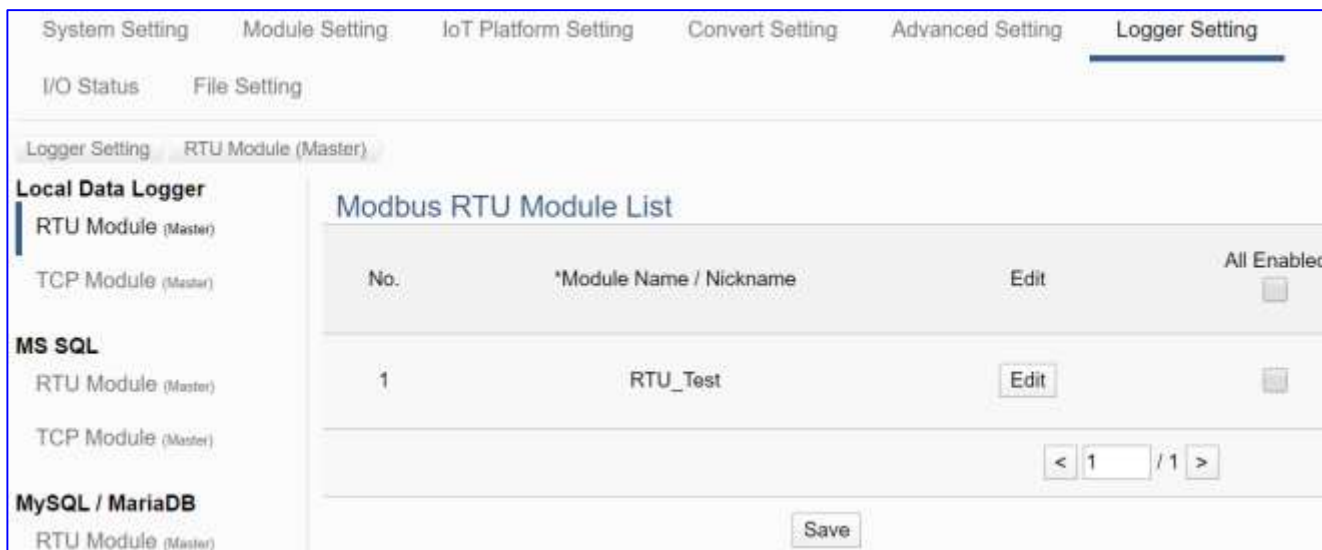 System Setting Module Setting IoT Platform Setting Convert Setting Advanced Setting Logger Setting
I/O Status File Setting
Logger Setting RTU Module (Master)
Local Data Logger
RTU Module (Master)
TCP Module (Master)
MS SQL
RTU Module (Master)
TCP Module (Master)
MySQL / MariaDB
RTU Module (Master)
Modbus RTU Module List
No. *Module Name / Nickname Edit All Enabled
1 RTU_Test Edit
< 1 / 1 >
Save